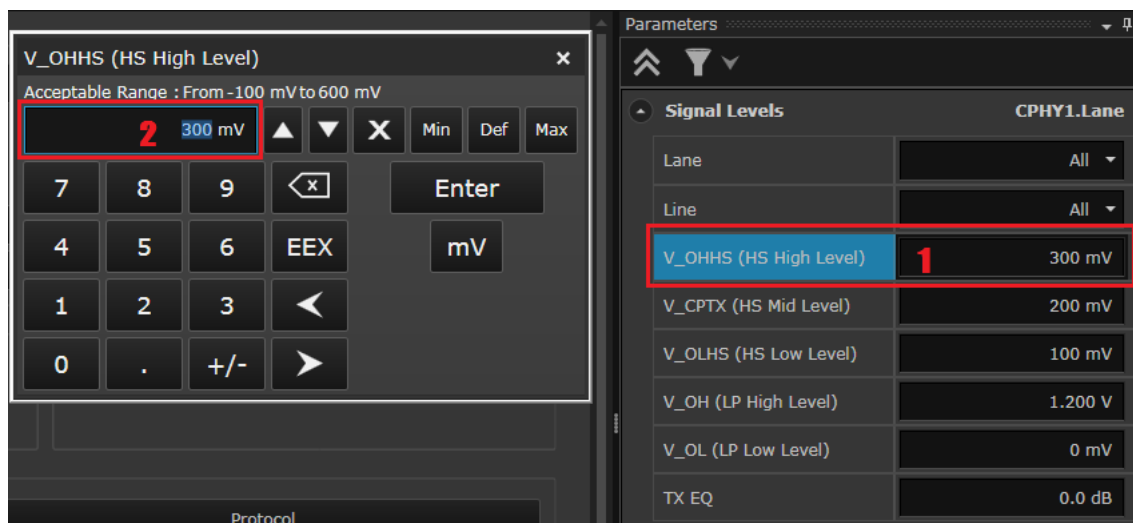 V_OHHS (HS High Level)
Acceptable Range : From -100 mV to 600 mV
2 300 mV Min Def Max
7 8 9 Enter
4 5 6 EEX mV
1 2 3
0 . +/-
Protocol
Parameters
Signal Levels CPHY1.Lane
Lane All
Line All
V_OHHS (HS High Level) 1 300 mV
V_CPTX (HS Mid Level) 200 mV
V_OLHS (HS Low Level) 100 mV
V_OH (LP High Level) 1.200 V
V_OL (LP Low Level) 0 mV
TX EQ 0.0 dB